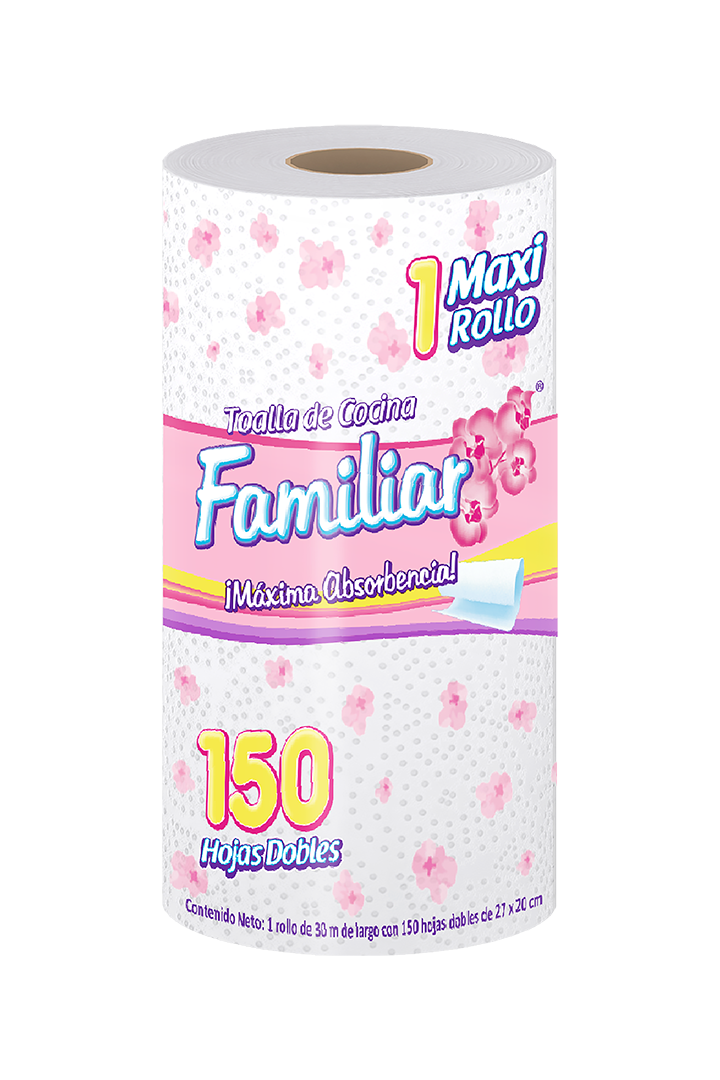 1 Maxi
Rollo
Toalla de Cocina
Familiar®
¡Máxima Absorbencia!
150
Hojas Dobles
Contenido Neto: 1 rollo de 30 m de largo con 150 hojas dobles de 27 x 20 cm